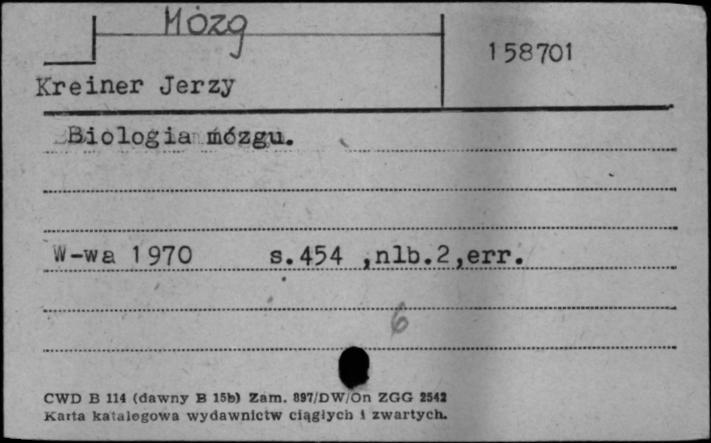 Mózg
158701
Kreiner Jerzy
Biologia mózgu.
W-wa 1970 s.454 ,nlb.2,err.
6
CWD B 114 (dawny B 15b) Zam. 897/DW/On ZGG 2542
Karta katalogowa wydawnictw ciągłych i zwartych.